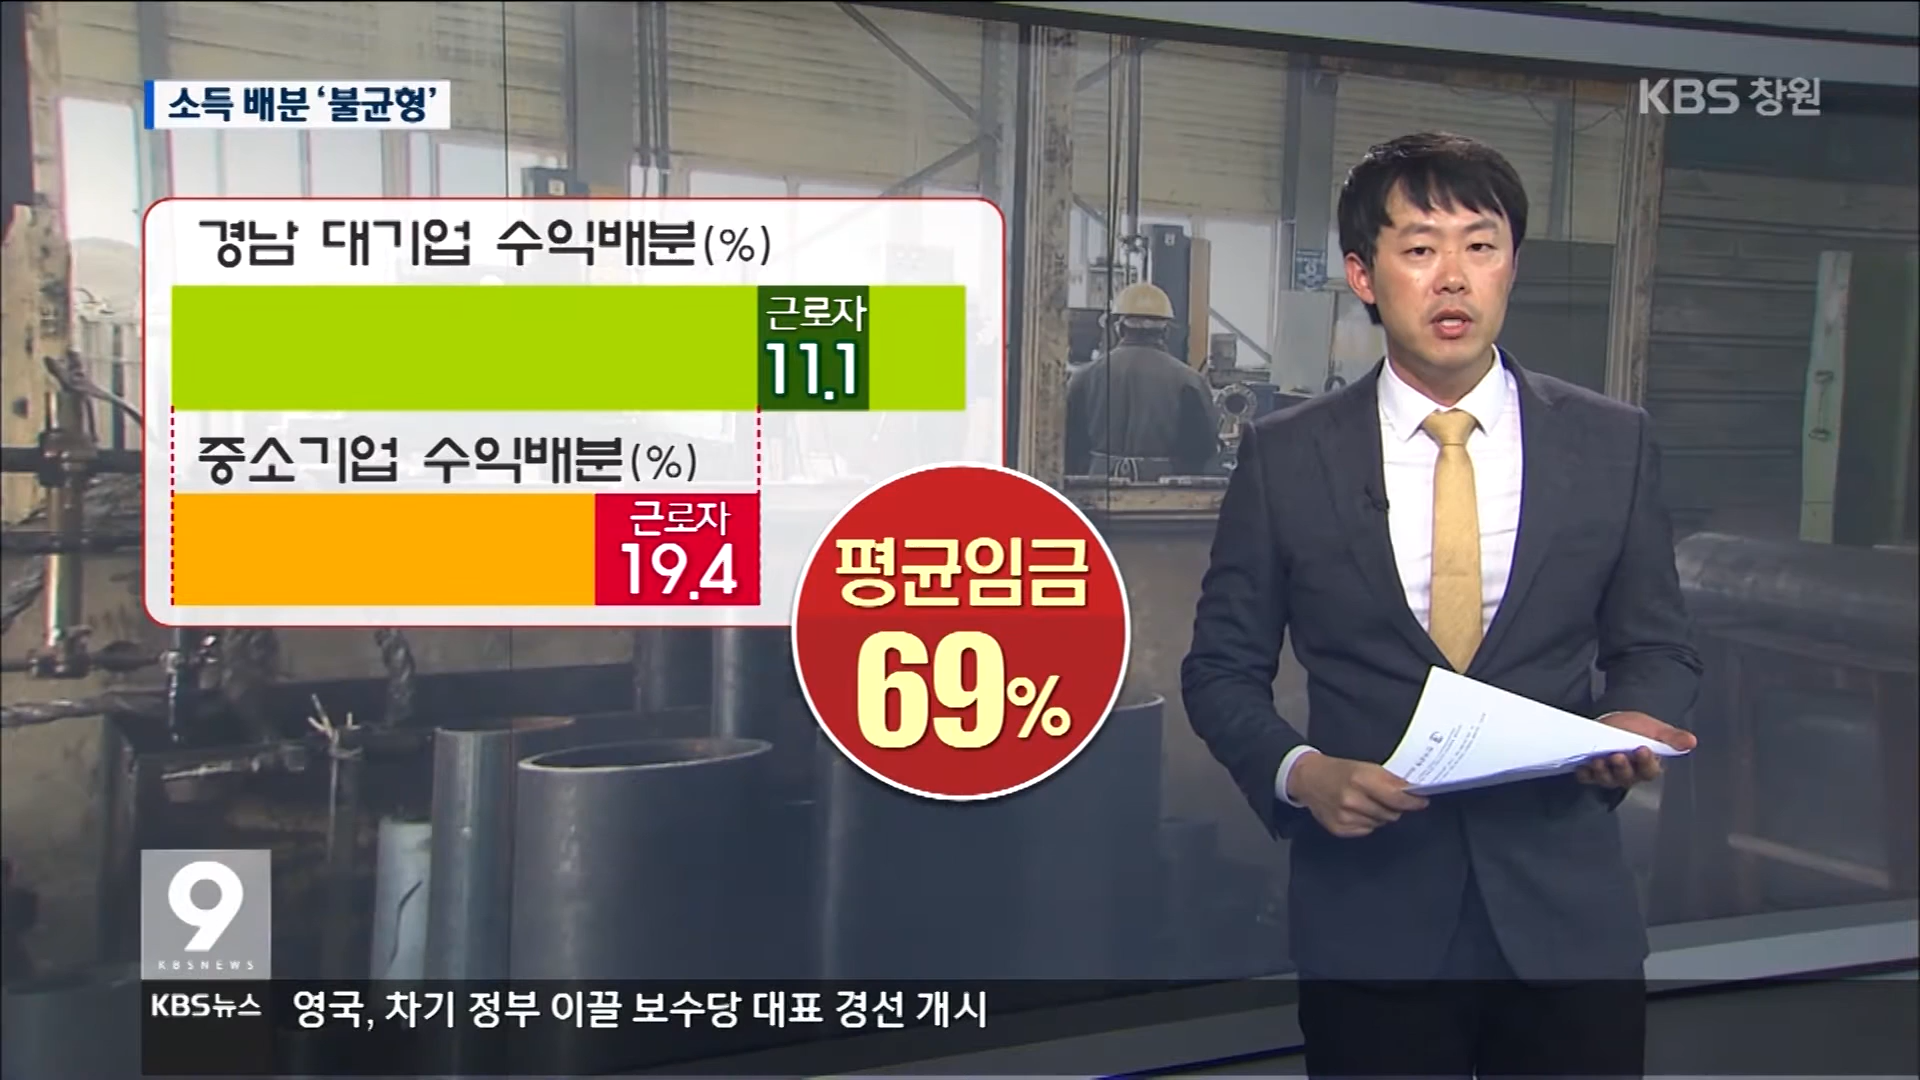 소득 배분 ‘불균형’
KBS 창원
경남 대기업 수익배분(%)
근로자
11.1
중소기업 수익배분(%)
근로자
19.4
평균임금
69%
9
KBS NEWS
KBS뉴스 영국, 차기 정부 이끌 보수당 대표 경선 개시